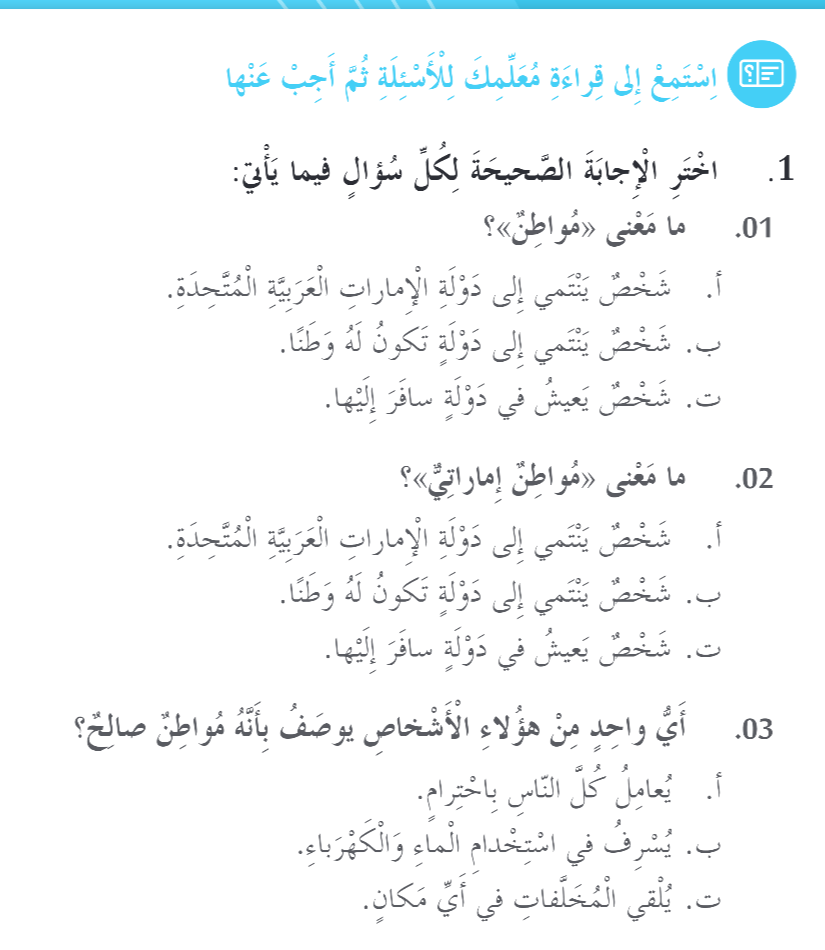 اِسْتَمِعْ إِلى قِراءَةِ مُعَلِّمِكَ لِلْأَسْئِلَةِ ثُمَّ أَجِبْ عَنْها
1. اخْتَرِ الْإِجابَةَ الصَّحيحَةَ لِكُلِّ سُؤالٍ فيما يَأْتي:
01. ما مَعْنى «مُواطِنٌ»؟
أ. شَخْصٌ يَنْتَمي إِلى دَوْلَةِ الْإِماراتِ الْعَرَبِيَّةِ الْمُتَّحِدَةِ.
ب. شَخْصٌ يَنْتَمي إِلى دَوْلَةٍ تَكونُ لَهُ وَطَنًا.
ت. شَخْصٌ يَعيشُ في دَوْلَةٍ سافَرَ إِلَيْها.
02. ما مَعْنى «مُواطِنٌ إِماراتِيٌّ»؟
أ. شَخْصٌ يَنْتَمي إِلى دَوْلَةِ الْإِماراتِ الْعَرَبِيَّةِ الْمُتَّحِدَةِ.
ب. شَخْصٌ يَنْتَمي إِلى دَوْلَةٍ تَكونُ لَهُ وَطَنًا.
ت. شَخْصٌ يَعيشُ في دَوْلَةٍ سافَرَ إِلَيْها.
03. أَيُّ واحِدٍ مِنْ هؤُلاءِ الْأَشْخاصِ يوصَفُ بِأَنَّهُ مُواطِنٌ صالِحٌ؟
أ. يُعامِلُ كُلَّ النّاسِ بِاحْتِرامٍ.
ب. يُسْرِفُ في اسْتِخْدامِ الْماءِ وَالْكَهْرَباءِ.
ت. يُلْقي الْمُخَلَّفاتِ في أَيِّ مَكانٍ.